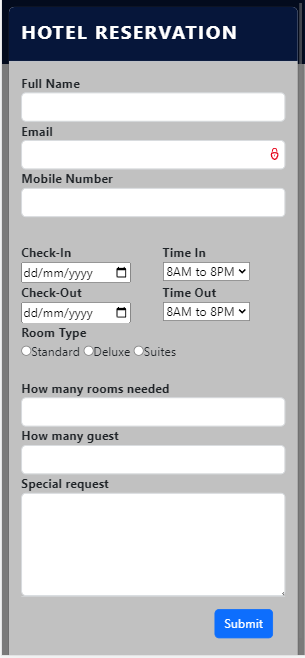 HOTEL RESERVATION
Full Name
Email
Mobile Number
Check-In Time In
dd/mm/yyyy 8AM to 8PM
Check-Out Time Out
dd/mm/yyyy 8AM to 8PM
Room Type
Standard Deluxe Suites
How many rooms needed
How many guest
Special request
Submit